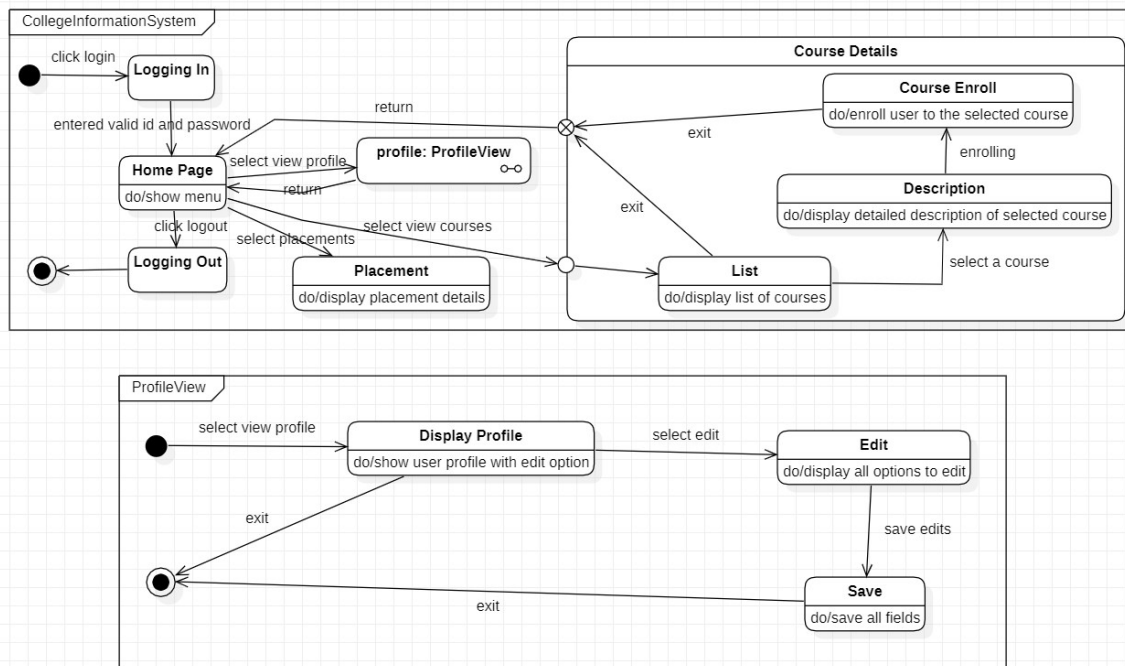 CollegeInformationSystem
click login
Logging In
entered valid id and password
Home Page
do/show menu
select view profile
profile: ProfileView
return
return
click logout
select placements
select view courses
Logging Out
Placement
do/display placement details
Course Details
Course Enroll
do/enroll user to the selected course
exit
enrolling
Description
do/display detailed description of selected course
exit
select a course
List
do/display list of courses
ProfileView
select view profile
Display Profile
do/show user profile with edit option
select edit
Edit
do/display all options to edit
exit
save edits
Save
do/save all fields
exit